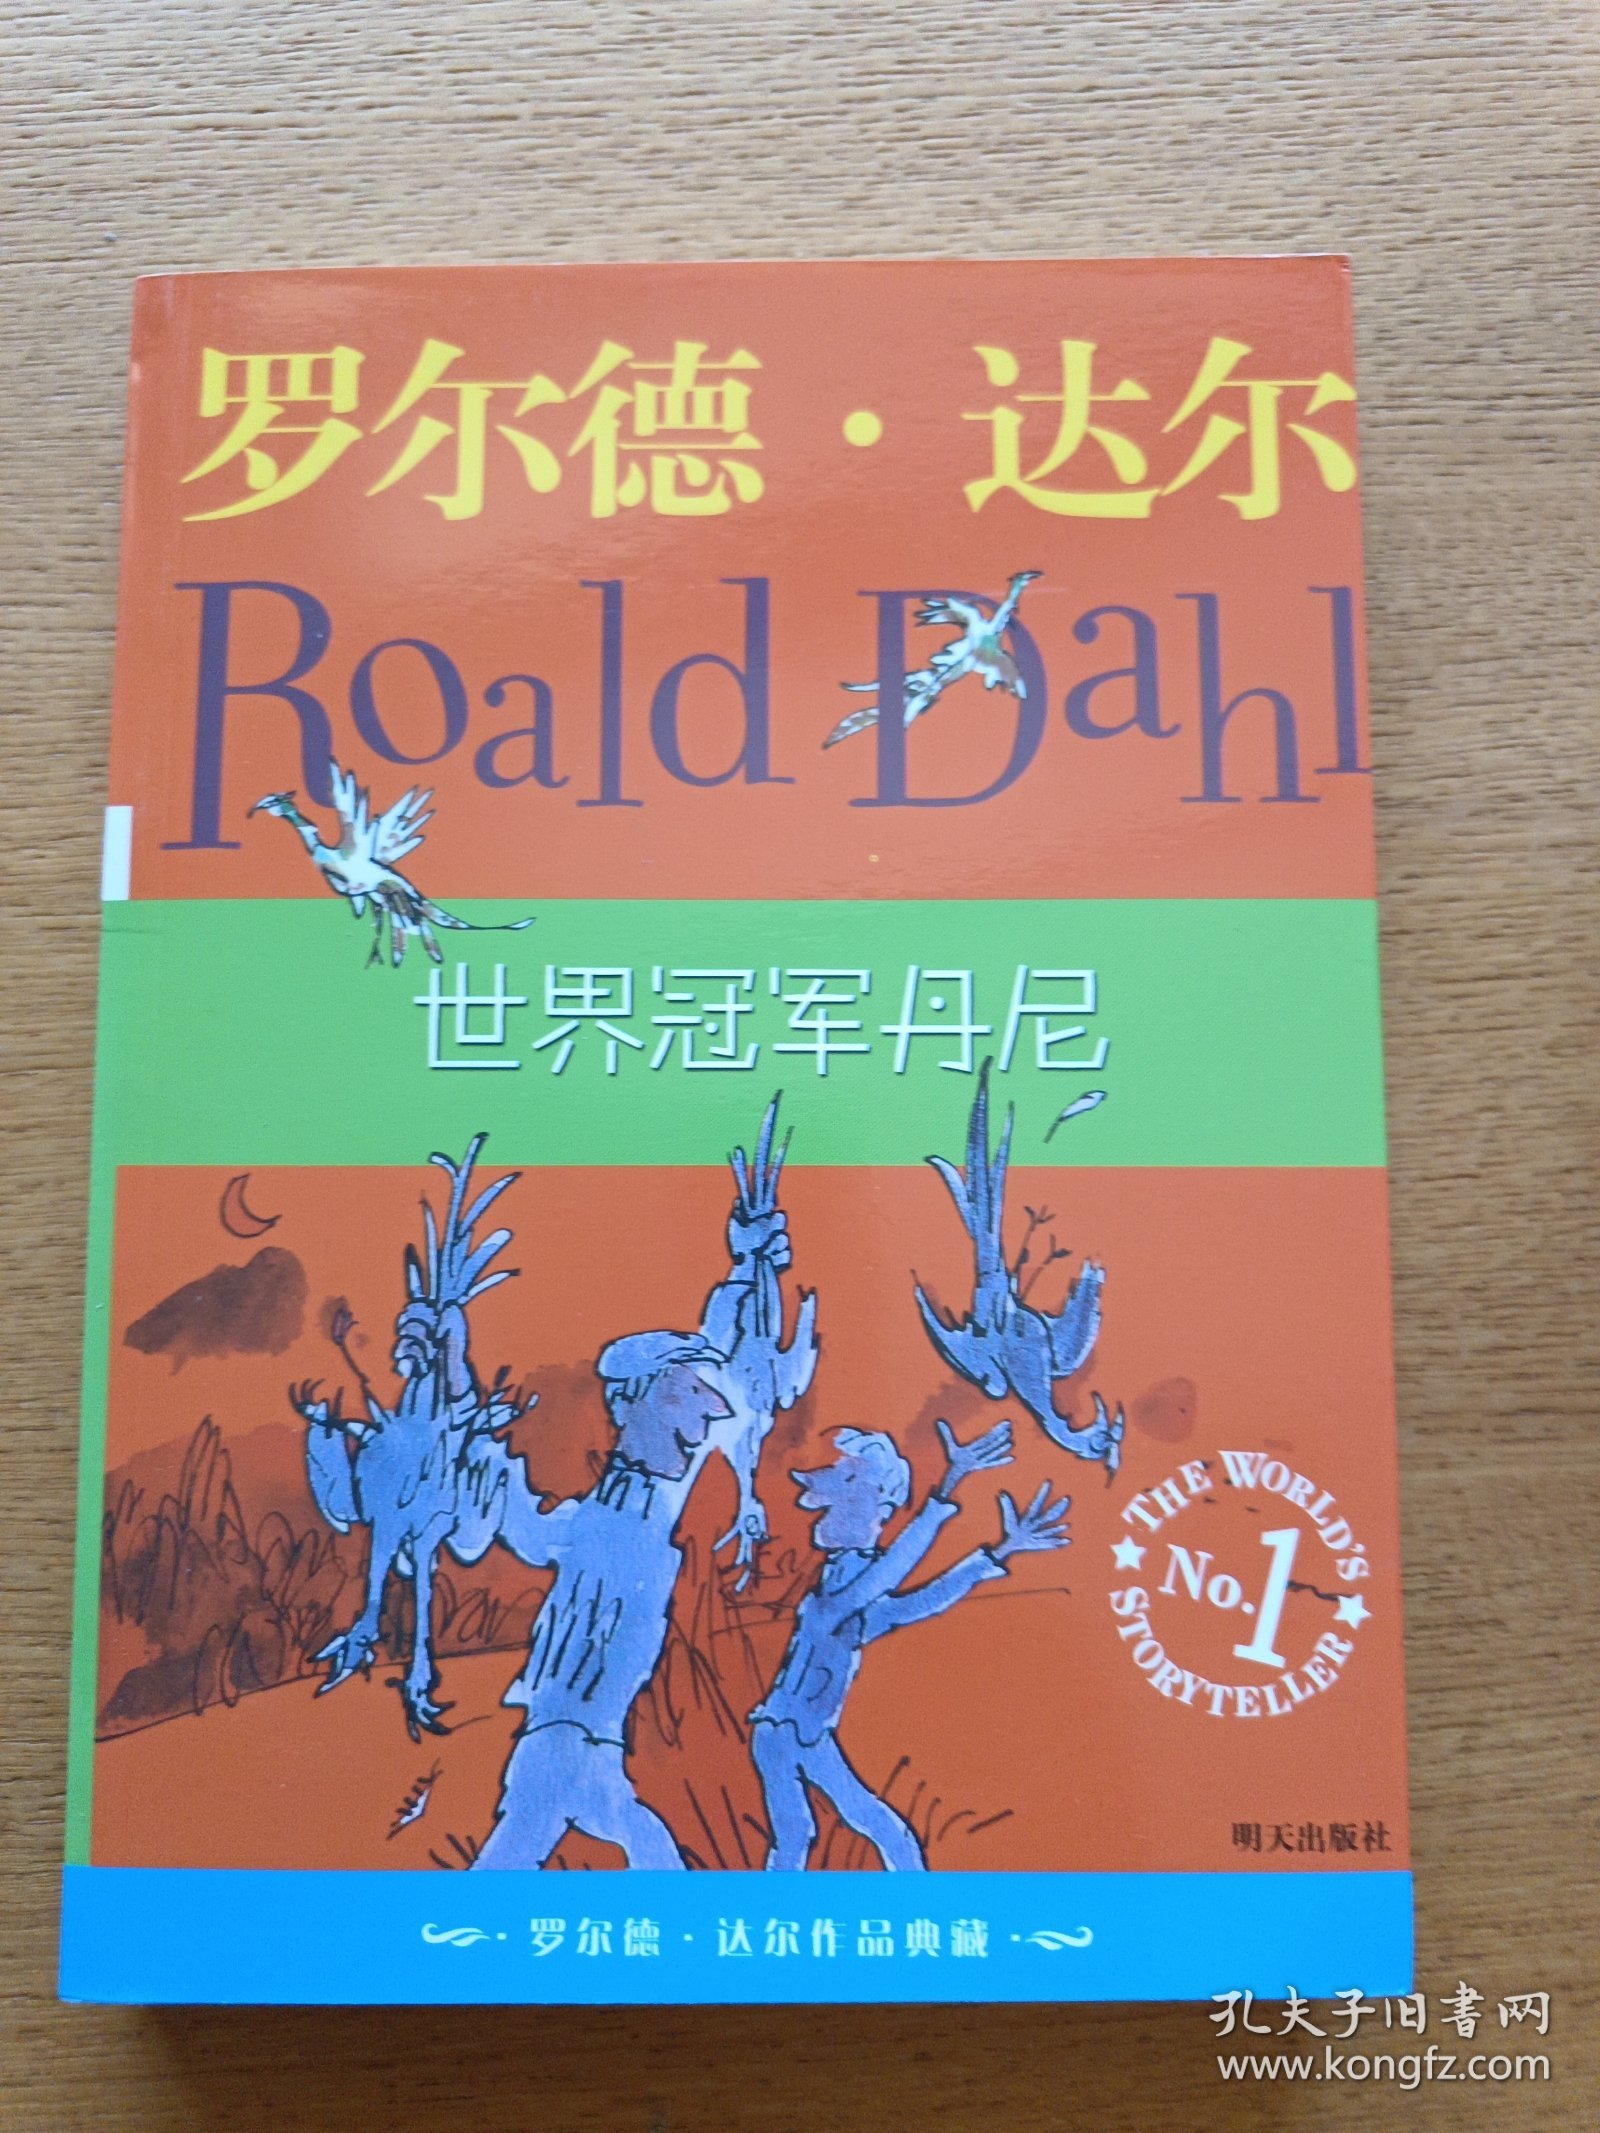 罗尔德·达尔
Roald Dahl
世界冠军丹尼
THE WORLD'S
No.1
STORYTELLER
明天出版社
·罗尔德·达尔作品典藏·
孔夫子旧书网
www.kongfz.com